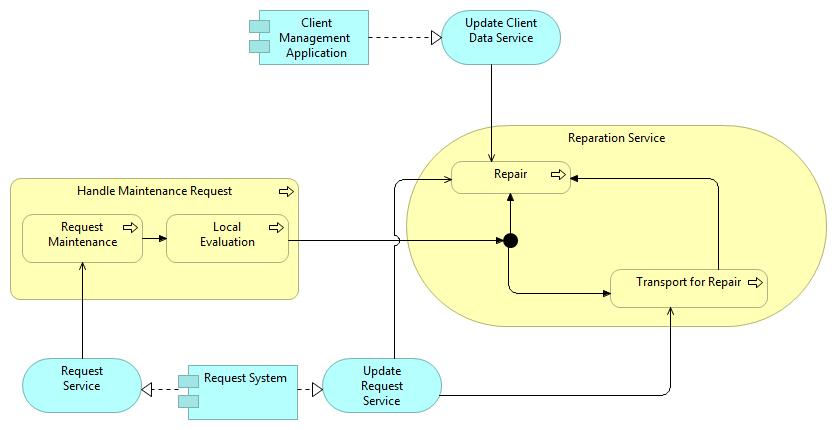 Client
Management
Application
Update Client
Data Service
Reparation Service
Repair
Handle Maintenance Request
Request
Maintenance
Local
Evaluation
Transport for Repair
Request
Service
Request System
Update
Request
Service